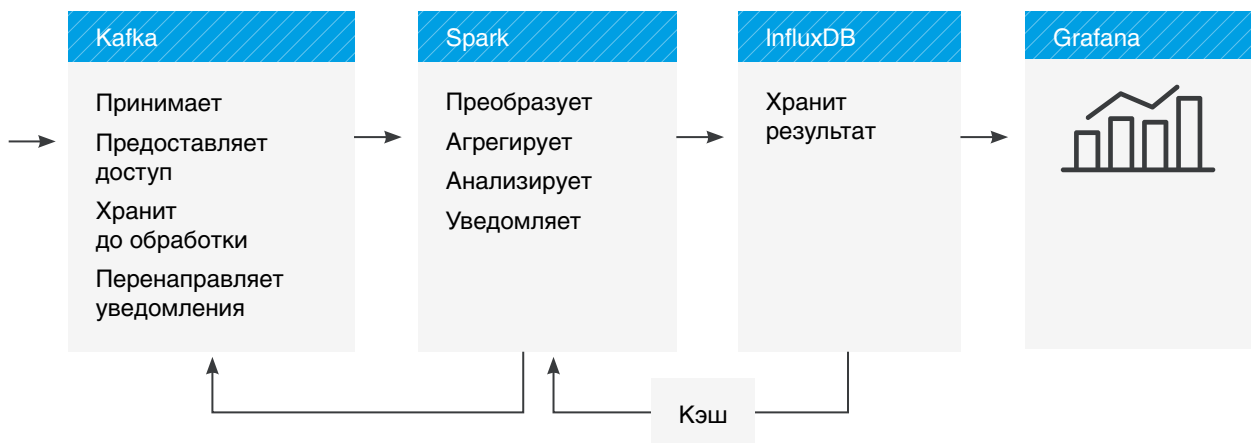 Kafka
Принимает
Предоставляет
доступ
Хранит
до обработки
Перенаправляет
уведомления
Spark
Преобразует
Агрегирует
Анализирует
Уведомляет
InfluxDB
Хранит
результат
Grafana
Кэш